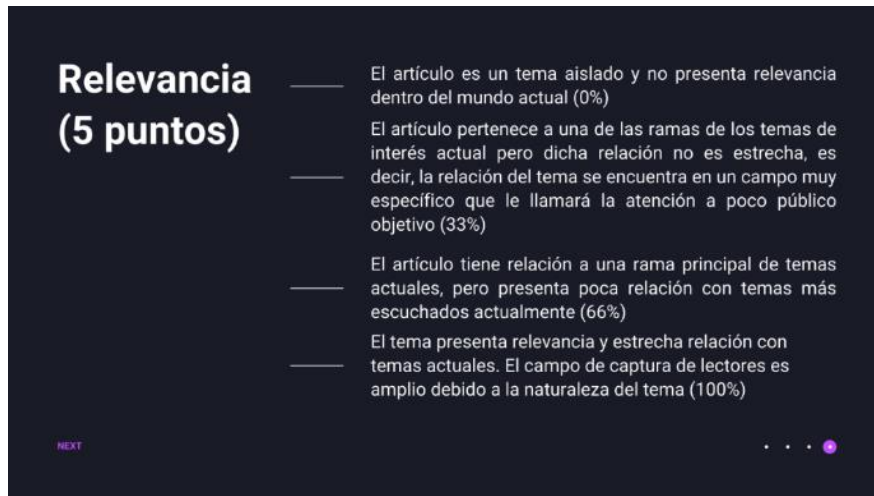 Relevancia
(5 puntos)
El artículo es un tema aislado y no presenta relevancia
dentro del mundo actual (0%)
El artículo pertenece a una de las ramas de los temas de
interés actual pero dicha relación no es estrecha, es
decir, la relación del tema se encuentra en un campo muy
específico que le llamará la atención a poco público
objetivo (33%)
El artículo tiene relación a una rama principal de temas
actuales, pero presenta poca relación con temas más
escuchados actualmente (66%)
El tema presenta relevancia y estrecha relación con
temas actuales. El campo de captura de lectores es
amplio debido a la naturaleza del tema (100%)
NEXT